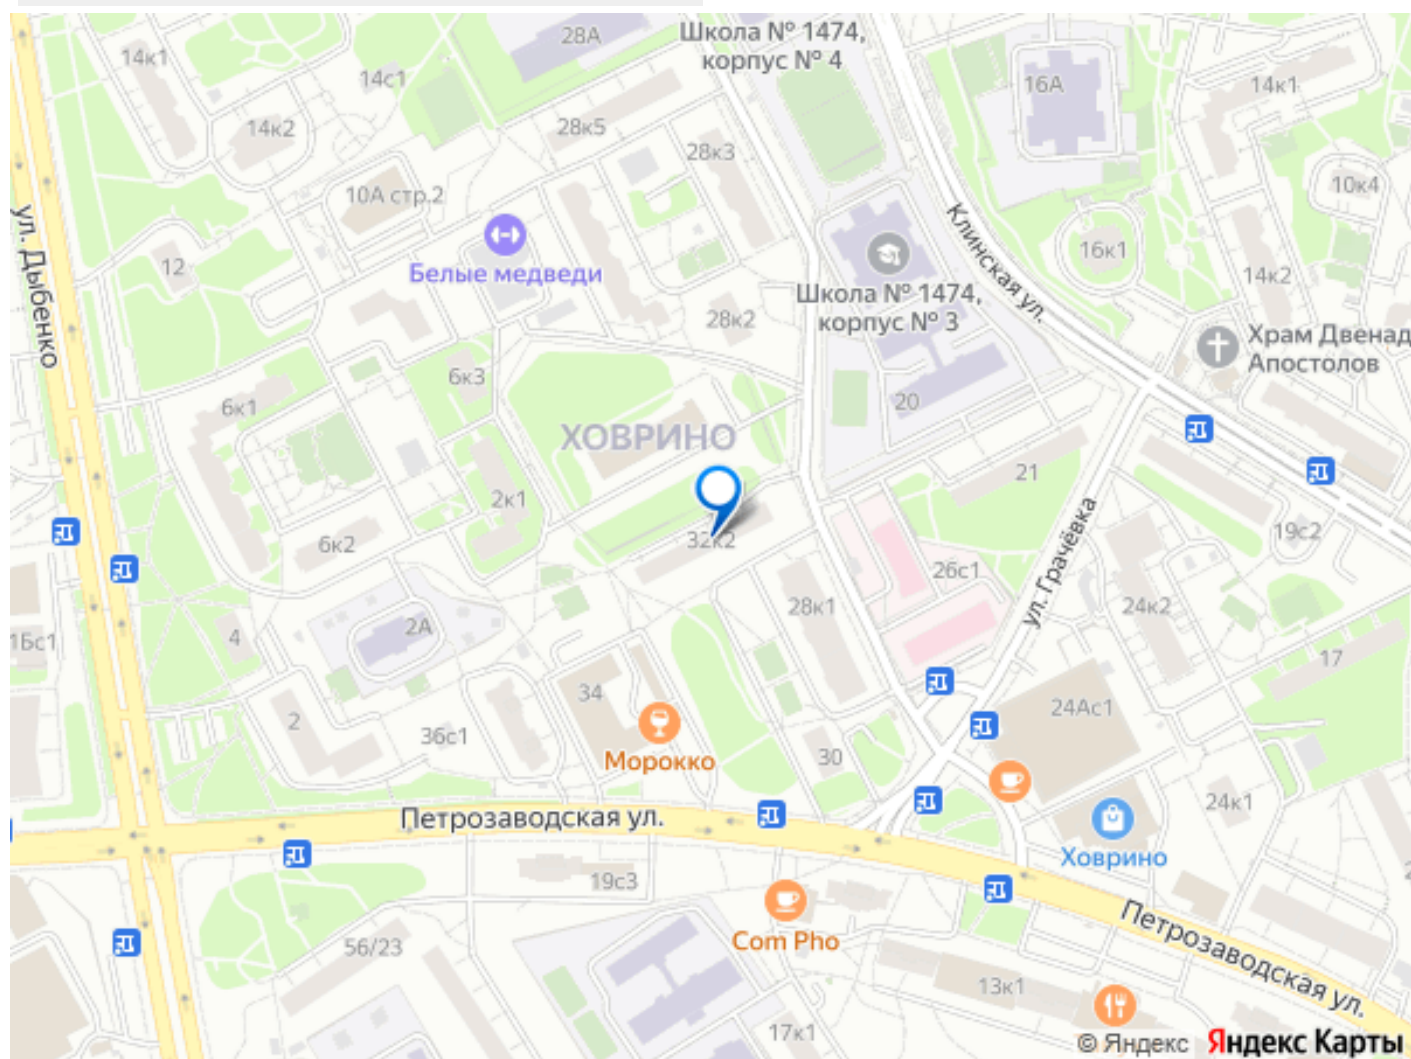 28А
Школа № 1474,
корпус № 4
14к1
14с1
16А
14к1
14к2
28к5
28к3
10А стр.2
10к4
ул. Дыбенко
Белые медведи
12
Клинская ул.
16к1
14к2
Школа № 1474,
корпус № 3
28к2
Храм Двенад
Апостолов
6к3
6к1
20
ХОВРИНО
21
2к1
32к2
6к2
19с2
26с1
ул. Грачёвка
28к1
24к2
2А
4
1Бс1
17
34
2
36с1
24Ас1
Морокко
30
24к1
Петрозаводская ул.
Ховрино
19с3
Com Pho
Петрозаводская ул.
56/23
13к1
17к1
© Яндекс Яндекс Карты